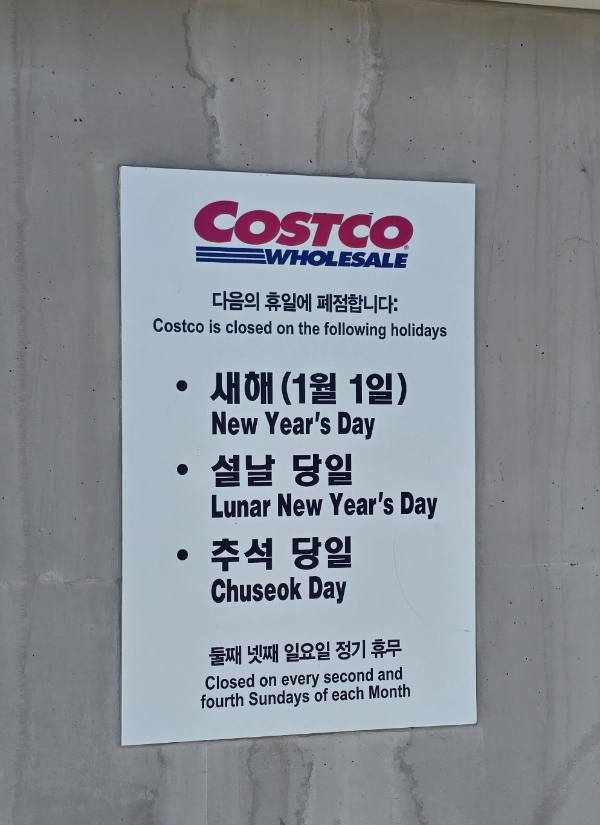 COSTCO
WHOLESALE
다음의 휴일에 폐점합니다:
Costco is closed on the following holidays
• 새해 (1월 1일)
New Year's Day
• 설날 당일
Lunar New Year's Day
• 추석 당일
Chuseok Day
둘째 넷째 일요일 정기 휴무
Closed on every second and
fourth Sundays of each Month